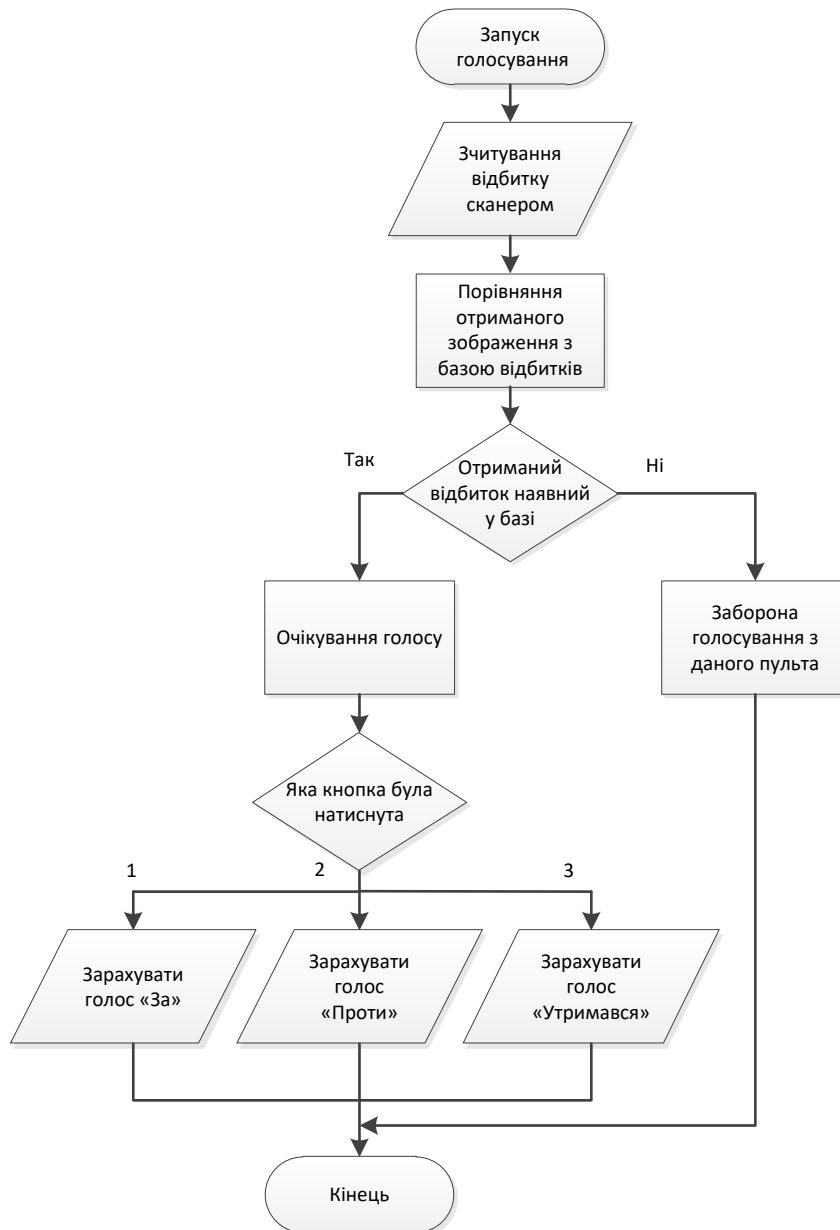 Запуск
голосування
Зчитування
відбитку
сканером
Порівняння
отриманого
зображення з
базою відбитків
Так
Отриманий
відбиток наявний
у базі
Ні
Очікування голосу
Заборона
голосування з
даного пульта
Яка кнопка була
натиснута
1
2
3
Зарахувати
голос «За»
Зарахувати
голос
«Проти»
Зарахувати
голос
«Утримався»
Кінець